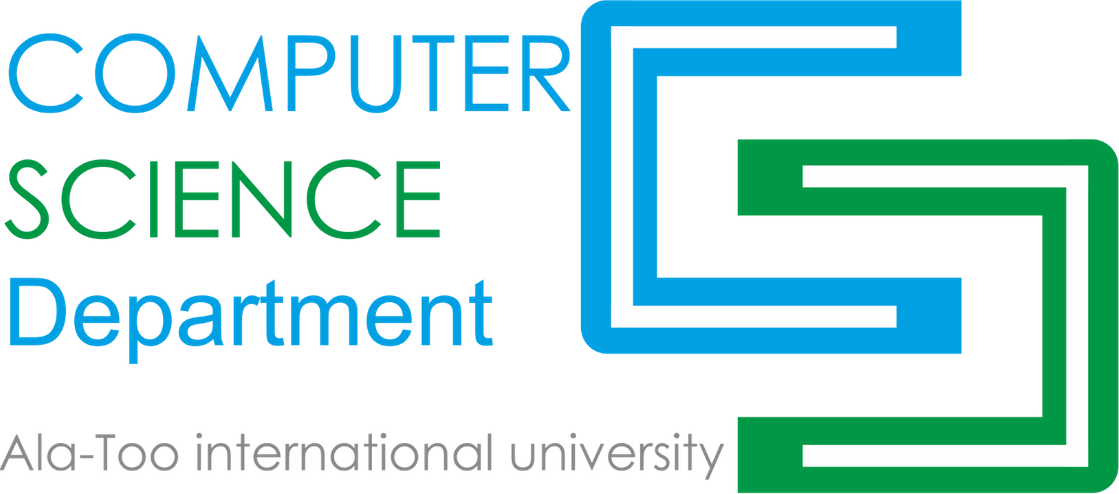 COMPUTER
SCIENCE
Department
Ala-Too international university